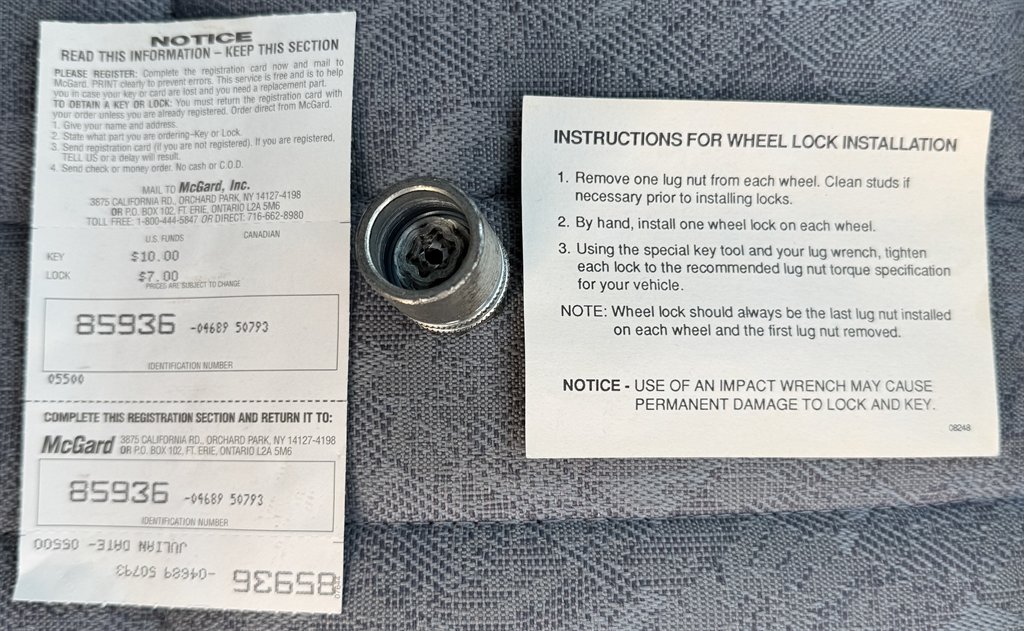 NOTICE
READ THIS INFORMATION – KEEP THIS SECTION
PLEASE REGISTER: Complete the registration card now and mail to
McGard. PRINT clearly to prevent errors. This service is free and is to help
you in case your key or card are lost and you need a replacement part.
TO OBTAIN A KEY OR LOCK: You must return the registration card with
your order unless you are already registered. Order direct from McGard.
1. Give your name and address.
2. State what part you are ordering–Key or Lock.
3. Send registration card (if you are not registered). If you are registered,
TELL US or a delay will result.
4. Send check or money order. No cash or C.O.D.
MAIL TO McGard, Inc.
3875 CALIFORNIA RD., ORCHARD PARK, NY 14127-4198
OR P.O. BOX 102, FT. ERIE, ONTARIO L2A 5M6
TOLL FREE: 1-800-444-5847 OR DIRECT: 716-662-8980
U.S. FUNDS CANADIAN
KEY $10.00
LOCK $7.00
PRICES ARE SUBJECT TO CHANGE
85936 -04689 50793
IDENTIFICATION NUMBER
05500
COMPLETE THIS REGISTRATION SECTION AND RETURN IT TO:
McGard 3875 CALIFORNIA RD., ORCHARD PARK, NY 14127-4198
OR P.O. BOX 102, FT. ERIE, ONTARIO L2A 5M6
85936 -04689 50793
IDENTIFICATION NUMBER
JULIAN DATE- 05500
85936 -04689 50793
INSTRUCTIONS FOR WHEEL LOCK INSTALLATION
1. Remove one lug nut from each wheel. Clean studs if
necessary prior to installing locks.
2. By hand, install one wheel lock on each wheel.
3. Using the special key tool and your lug wrench, tighten
each lock to the recommended lug nut torque specification
for your vehicle.
NOTE: Wheel lock should always be the last lug nut installed
on each wheel and the first lug nut removed.
NOTICE - USE OF AN IMPACT WRENCH MAY CAUSE
PERMANENT DAMAGE TO LOCK AND KEY.
08248